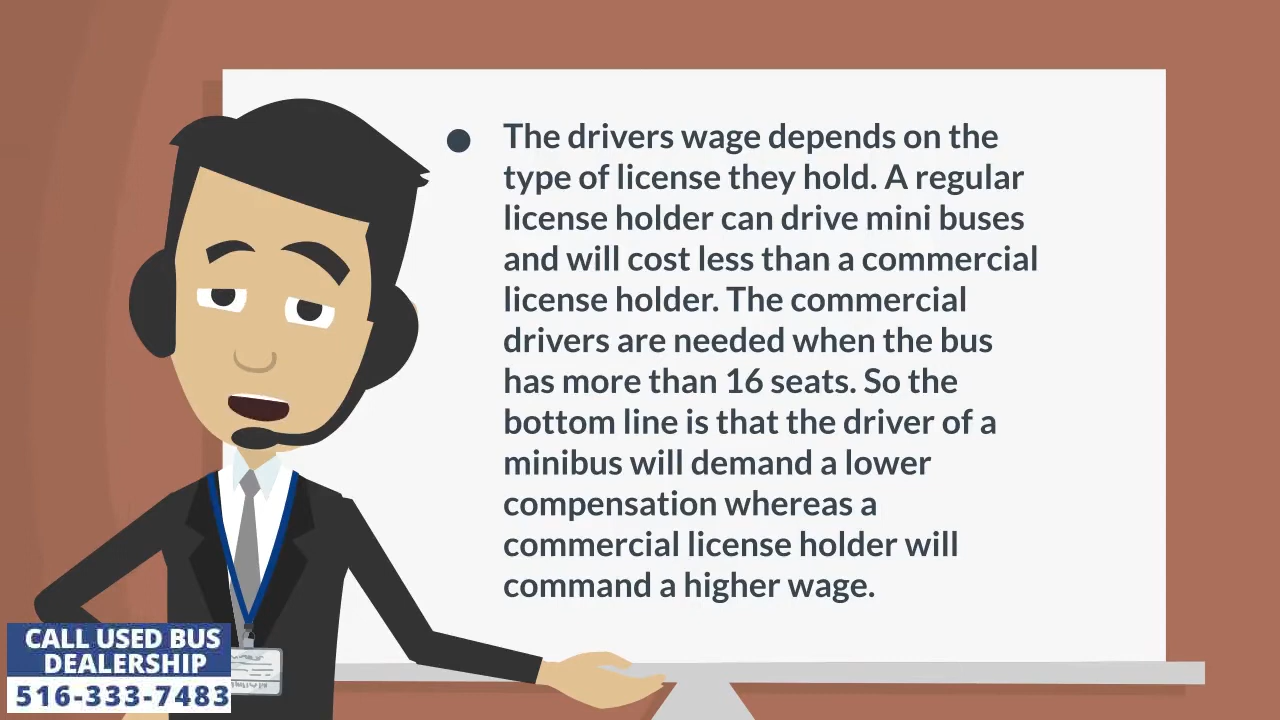 The drivers wage depends on the
type of license they hold. A regular
license holder can drive mini buses
and will cost less than a commercial
license holder. The commercial
drivers are needed when the bus
has more than 16 seats. So the
bottom line is that the driver of a
minibus will demand a lower
compensation whereas a
commercial license holder will
command a higher wage.
CALL USED BUS
DEALERSHIP
516-333-7483